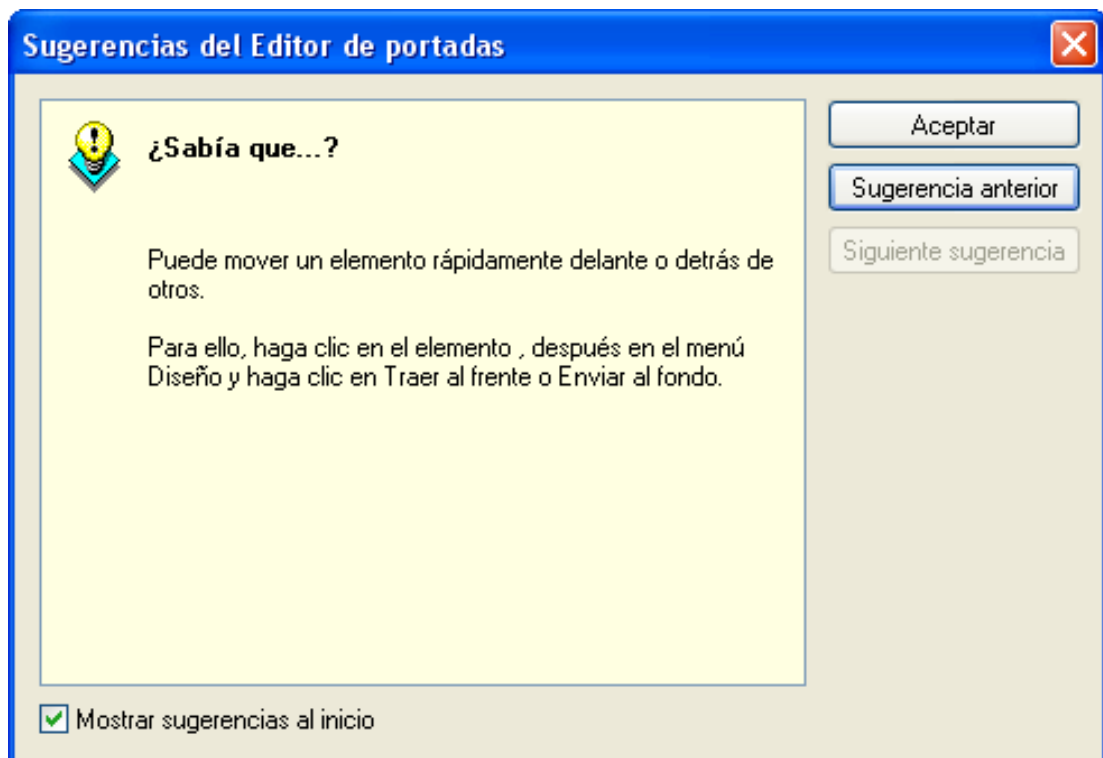 Sugerencias del Editor de portadas
¿Sabía que...?
Puede mover un elemento rápidamente delante o detrás de
otros.
Para ello, haga clic en el elemento , después en el menú
Diseño y haga clic en Traer al frente o Enviar al fondo.
Aceptar
Sugerencia anterior
Siguiente sugerencia
Mostrar sugerencias al inicio